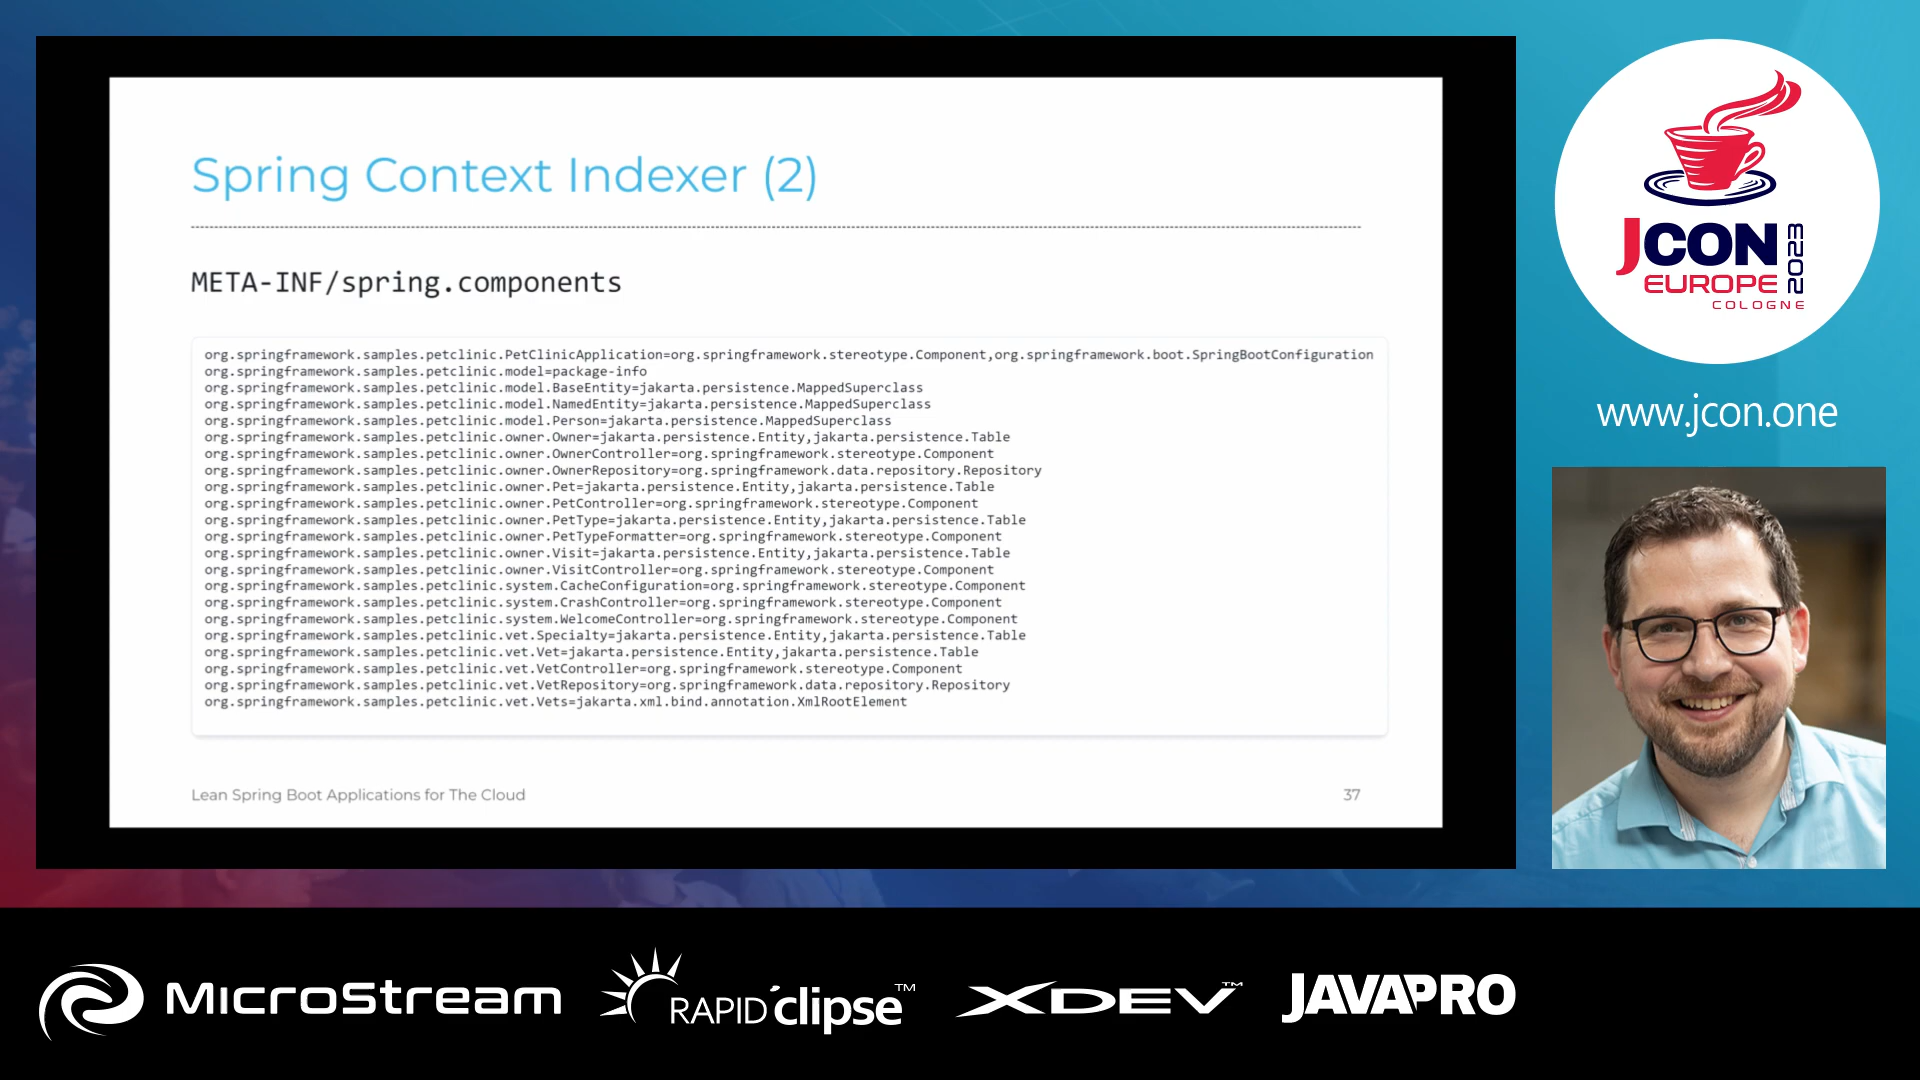 Spring Context Indexer (2)
META-INF/spring.components
org.springframework.samples.petclinic.PetClinicApplication=org.springframework.stereotype.Component,org.springframework.boot.SpringBootConfiguration
org.springframework.samples.petclinic.model=package-info
org.springframework.samples.petclinic.model.BaseEntity=jakarta.persistence.MappedSuperclass
org.springframework.samples.petclinic.model.NamedEntity=jakarta.persistence.MappedSuperclass
org.springframework.samples.petclinic.model.Person=jakarta.persistence.MappedSuperclass
org.springframework.samples.petclinic.owner.Owner=jakarta.persistence.Entity,jakarta.persistence.Table
org.springframework.samples.petclinic.owner.OwnerController=org.springframework.stereotype.Component
org.springframework.samples.petclinic.owner.OwnerRepository=org.springframework.data.repository.Repository
org.springframework.samples.petclinic.owner.Pet=jakarta.persistence.Entity,jakarta.persistence.Table
org.springframework.samples.petclinic.owner.PetController=org.springframework.stereotype.Component
org.springframework.samples.petclinic.owner.PetType=jakarta.persistence.Entity,jakarta.persistence.Table
org.springframework.samples.petclinic.owner.PetTypeFormatter=org.springframework.stereotype.Component
org.springframework.samples.petclinic.owner.Visit=jakarta.persistence.Entity,jakarta.persistence.Table
org.springframework.samples.petclinic.owner.VisitController=org.springframework.stereotype.Component
org.springframework.samples.petclinic.system.CacheConfiguration=org.springframework.stereotype.Component
org.springframework.samples.petclinic.system.CrashController=org.springframework.stereotype.Component
org.springframework.samples.petclinic.system.WelcomeController=org.springframework.stereotype.Component
org.springframework.samples.petclinic.vet.Specialty=jakarta.persistence.Entity,jakarta.persistence.Table
org.springframework.samples.petclinic.vet.Vet=jakarta.persistence.Entity,jakarta.persistence.Table
org.springframework.samples.petclinic.vet.VetController=org.springframework.stereotype.Component
org.springframework.samples.petclinic.vet.VetRepository=org.springframework.data.repository.Repository
org.springframework.samples.petclinic.vet.Vets=jakarta.xml.bind.annotation.XmlRootElement
Lean Spring Boot Applications for The Cloud
37
JCON
EUROPE
2023
COLOGNE
www.jcon.one
MicroStream
RAPID clipse™
XDEV™
JAVAPRO